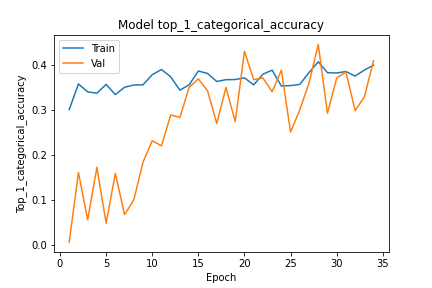 Model top_1_categorical_accuracy
Train
Val
Top_1_categorical_accuracy
0.4
0.3
0.2
0.1
0.0
0 5 10 15 20 25 30 35
Epoch